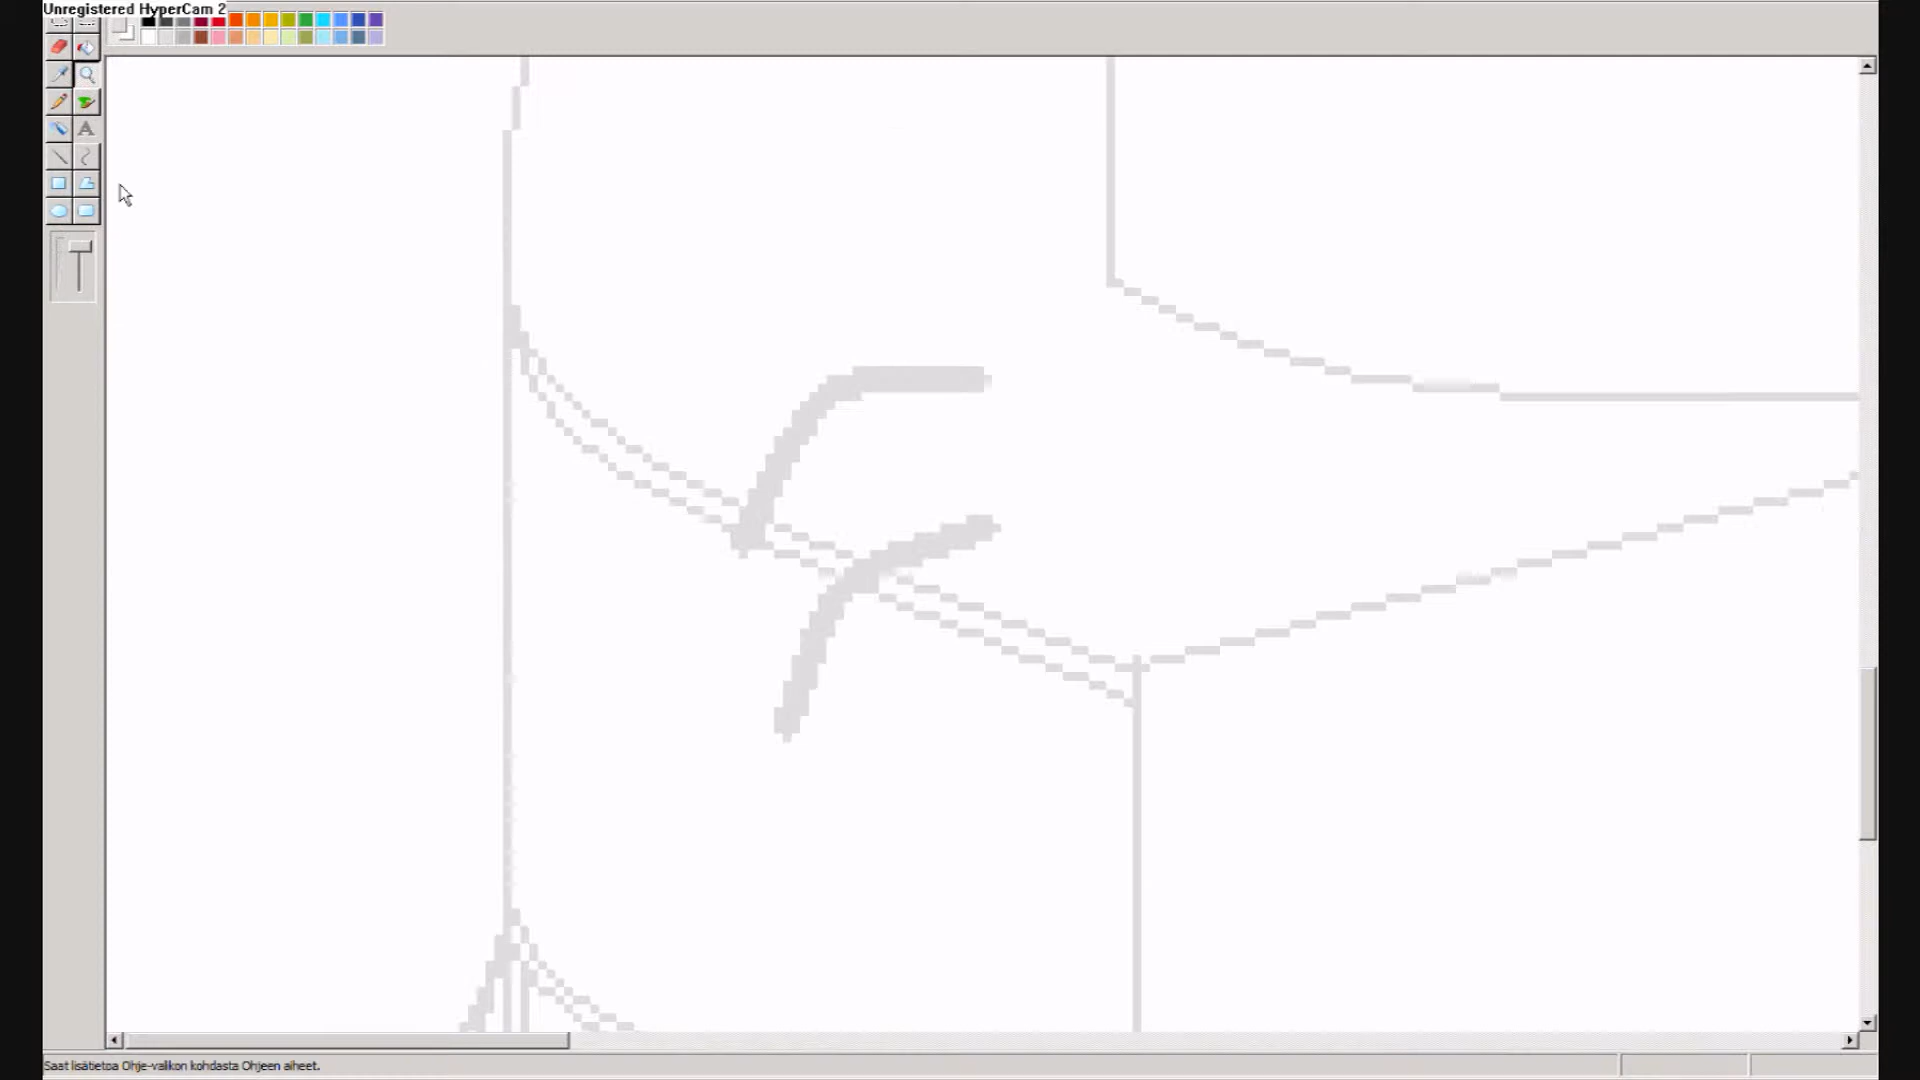 Unregistered HyperCam 2
A
Saat lisätietoa Ohje-valikon kohdasta Ohjeen aiheet.